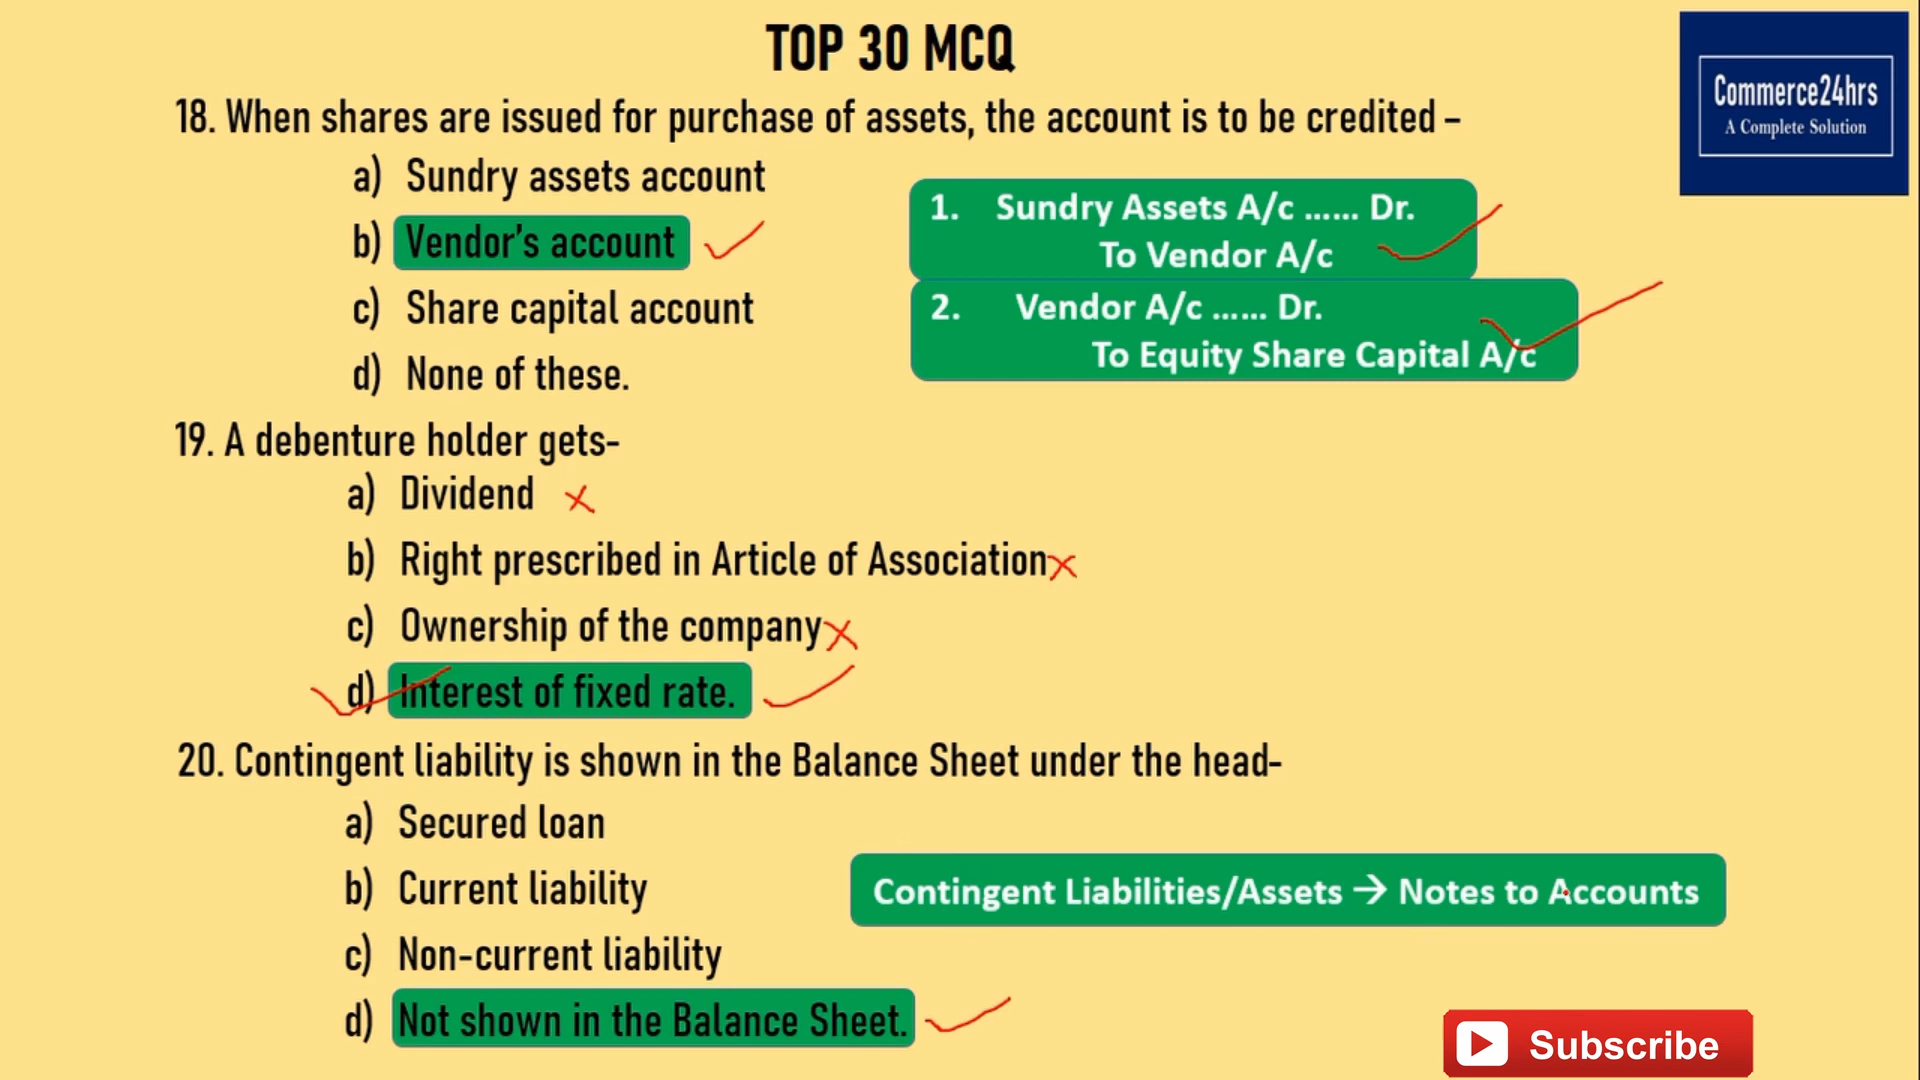 TOP 30 MCQ
Commerce24hrs
A Complete Solution
18. When shares are issued for purchase of assets, the account is to be credited –
a) Sundry assets account
b) Vendor's account
c) Share capital account
d) None of these.
1. Sundry Assets A/c ...... Dr.
To Vendor A/c
2. Vendor A/c ...... Dr.
To Equity Share Capital A/c
19. A debenture holder gets-
a) Dividend
b) Right prescribed in Article of Association
c) Ownership of the company
d) Interest of fixed rate.
20. Contingent liability is shown in the Balance Sheet under the head-
a) Secured loan
b) Current liability
c) Non-current liability
d) Not shown in the Balance Sheet.
Contingent Liabilities/Assets → Notes to Accounts
Subscribe